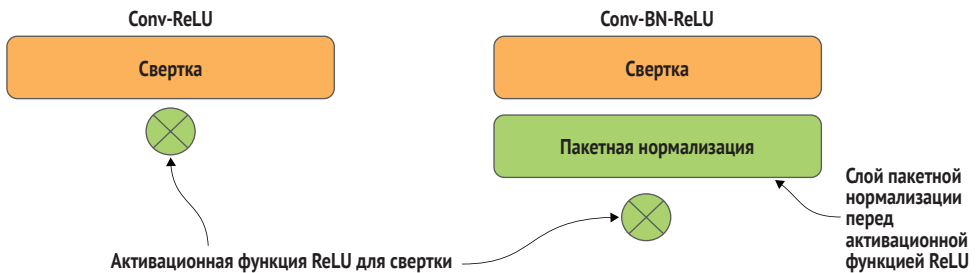 Conv-ReLU
Свертка
Conv-BN-ReLU
Свертка
Пакетная нормализация
Слой пакетной
нормализации
перед
активационной
функцией ReLU
Активационная функция ReLU для свертки